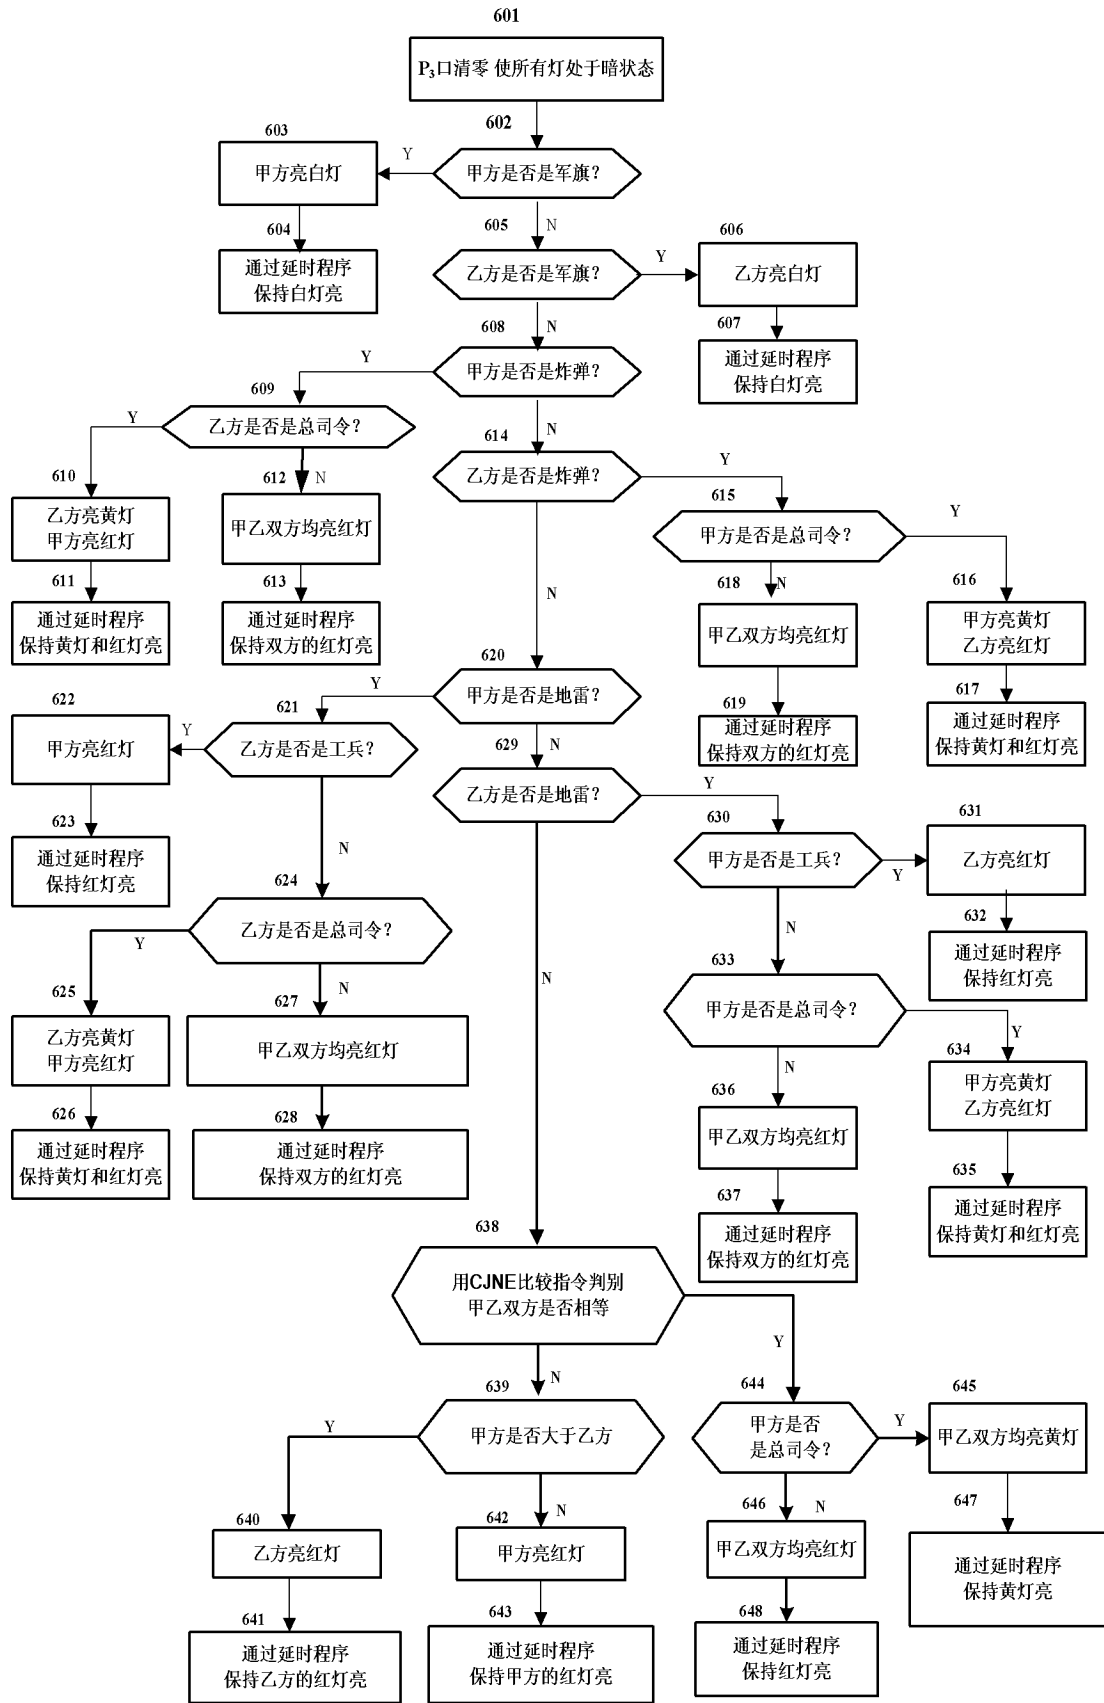 601
P₃口清零 使所有灯处于暗状态
602
603
甲方是否是军旗?
Y
甲方亮白灯
604
605
N
606
通过延时程序
保持白灯亮
乙方是否是军旗?
Y
乙方亮白灯
607
608
N
通过延时程序
保持白灯亮
甲方是否是炸弹?
Y
609
乙方是否是总司令?
Y
N
614
610
612
N
乙方是否是炸弹?
Y
615
乙方亮黄灯
甲方亮红灯
甲乙双方均亮红灯
甲方是否是总司令?
Y
611
613
N
618
N
616
通过延时程序
保持黄灯和红灯亮
通过延时程序
保持双方的红灯亮
甲乙双方均亮红灯
甲方亮黄灯
乙方亮红灯
620
617
甲方是否是地雷?
Y
622
621
619
Y
甲方亮红灯
乙方是否是工兵?
629
N
通过延时程序
保持双方的红灯亮
通过延时程序
保持黄灯和红灯亮
乙方是否是地雷?
Y
623
630
631
通过延时程序
保持红灯亮
N
甲方是否是工兵?
Y
乙方亮红灯
624
632
乙方是否是总司令?
Y
N
633
通过延时程序
保持红灯亮
625
N
627
N
甲方是否是总司令?
Y
634
乙方亮黄灯
甲方亮红灯
甲乙双方均亮红灯
N
636
甲方亮黄灯
乙方亮红灯
626
628
甲乙双方均亮红灯
635
通过延时程序
保持黄灯和红灯亮
通过延时程序
保持双方的红灯亮
637
通过延时程序
保持黄灯和红灯亮
638
通过延时程序
保持双方的红灯亮
用CJNE比较指令判别
甲乙双方是否相等
Y
639
N
644
645
甲方是否大于乙方
Y
甲方是否
是总司令?
Y
甲乙双方均亮黄灯
640
642
N
646
N
647
乙方亮红灯
甲方亮红灯
甲乙双方均亮红灯
通过延时程序
保持黄灯亮
641
643
648
通过延时程序
保持乙方的红灯亮
通过延时程序
保持甲方的红灯亮
通过延时程序
保持红灯亮